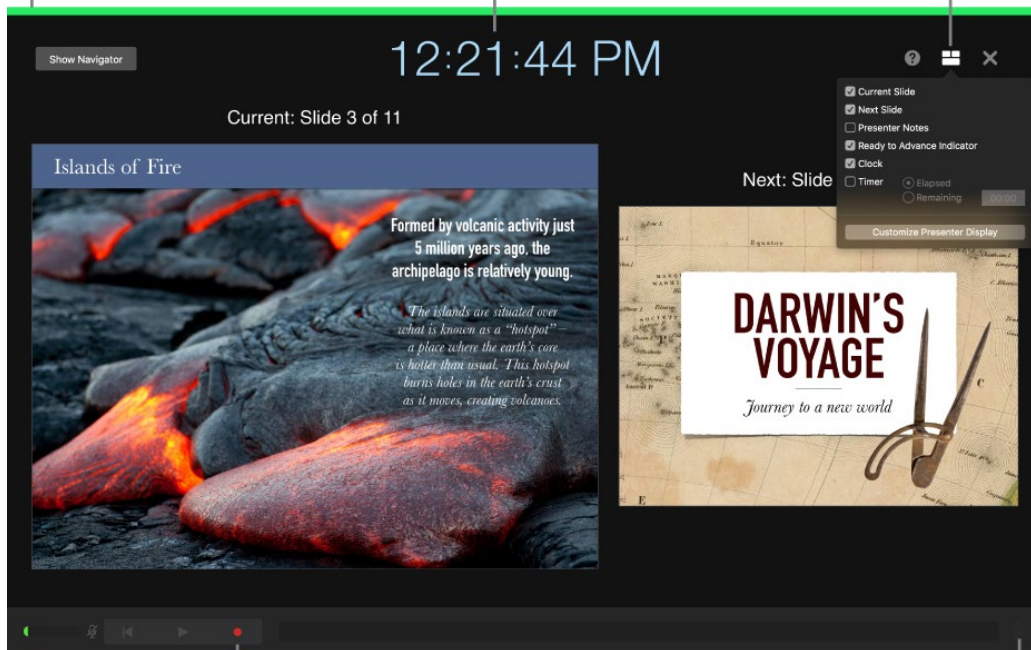 Show Navigator
12:21:44 PM
Current Slide
Next Slide
Presenter Notes
Ready to Advance Indicator
Clock
Timer
Elapsed
Remaining
00:00
Customize Presenter Display
Current: Slide 3 of 11
Next: Slide
Islands of Fire
Formed by volcanic activity just
5 million years ago, the
archipelago is relatively young.
The islands are situated over
what is known as a “hotspot”—
a place where the earth’s core
is hotter than usual. This hotspot
burns holes in the earth’s crust
as it moves, creating volcanoes.
Equator
DARWIN’S
VOYAGE
Journey to a new world
C
E